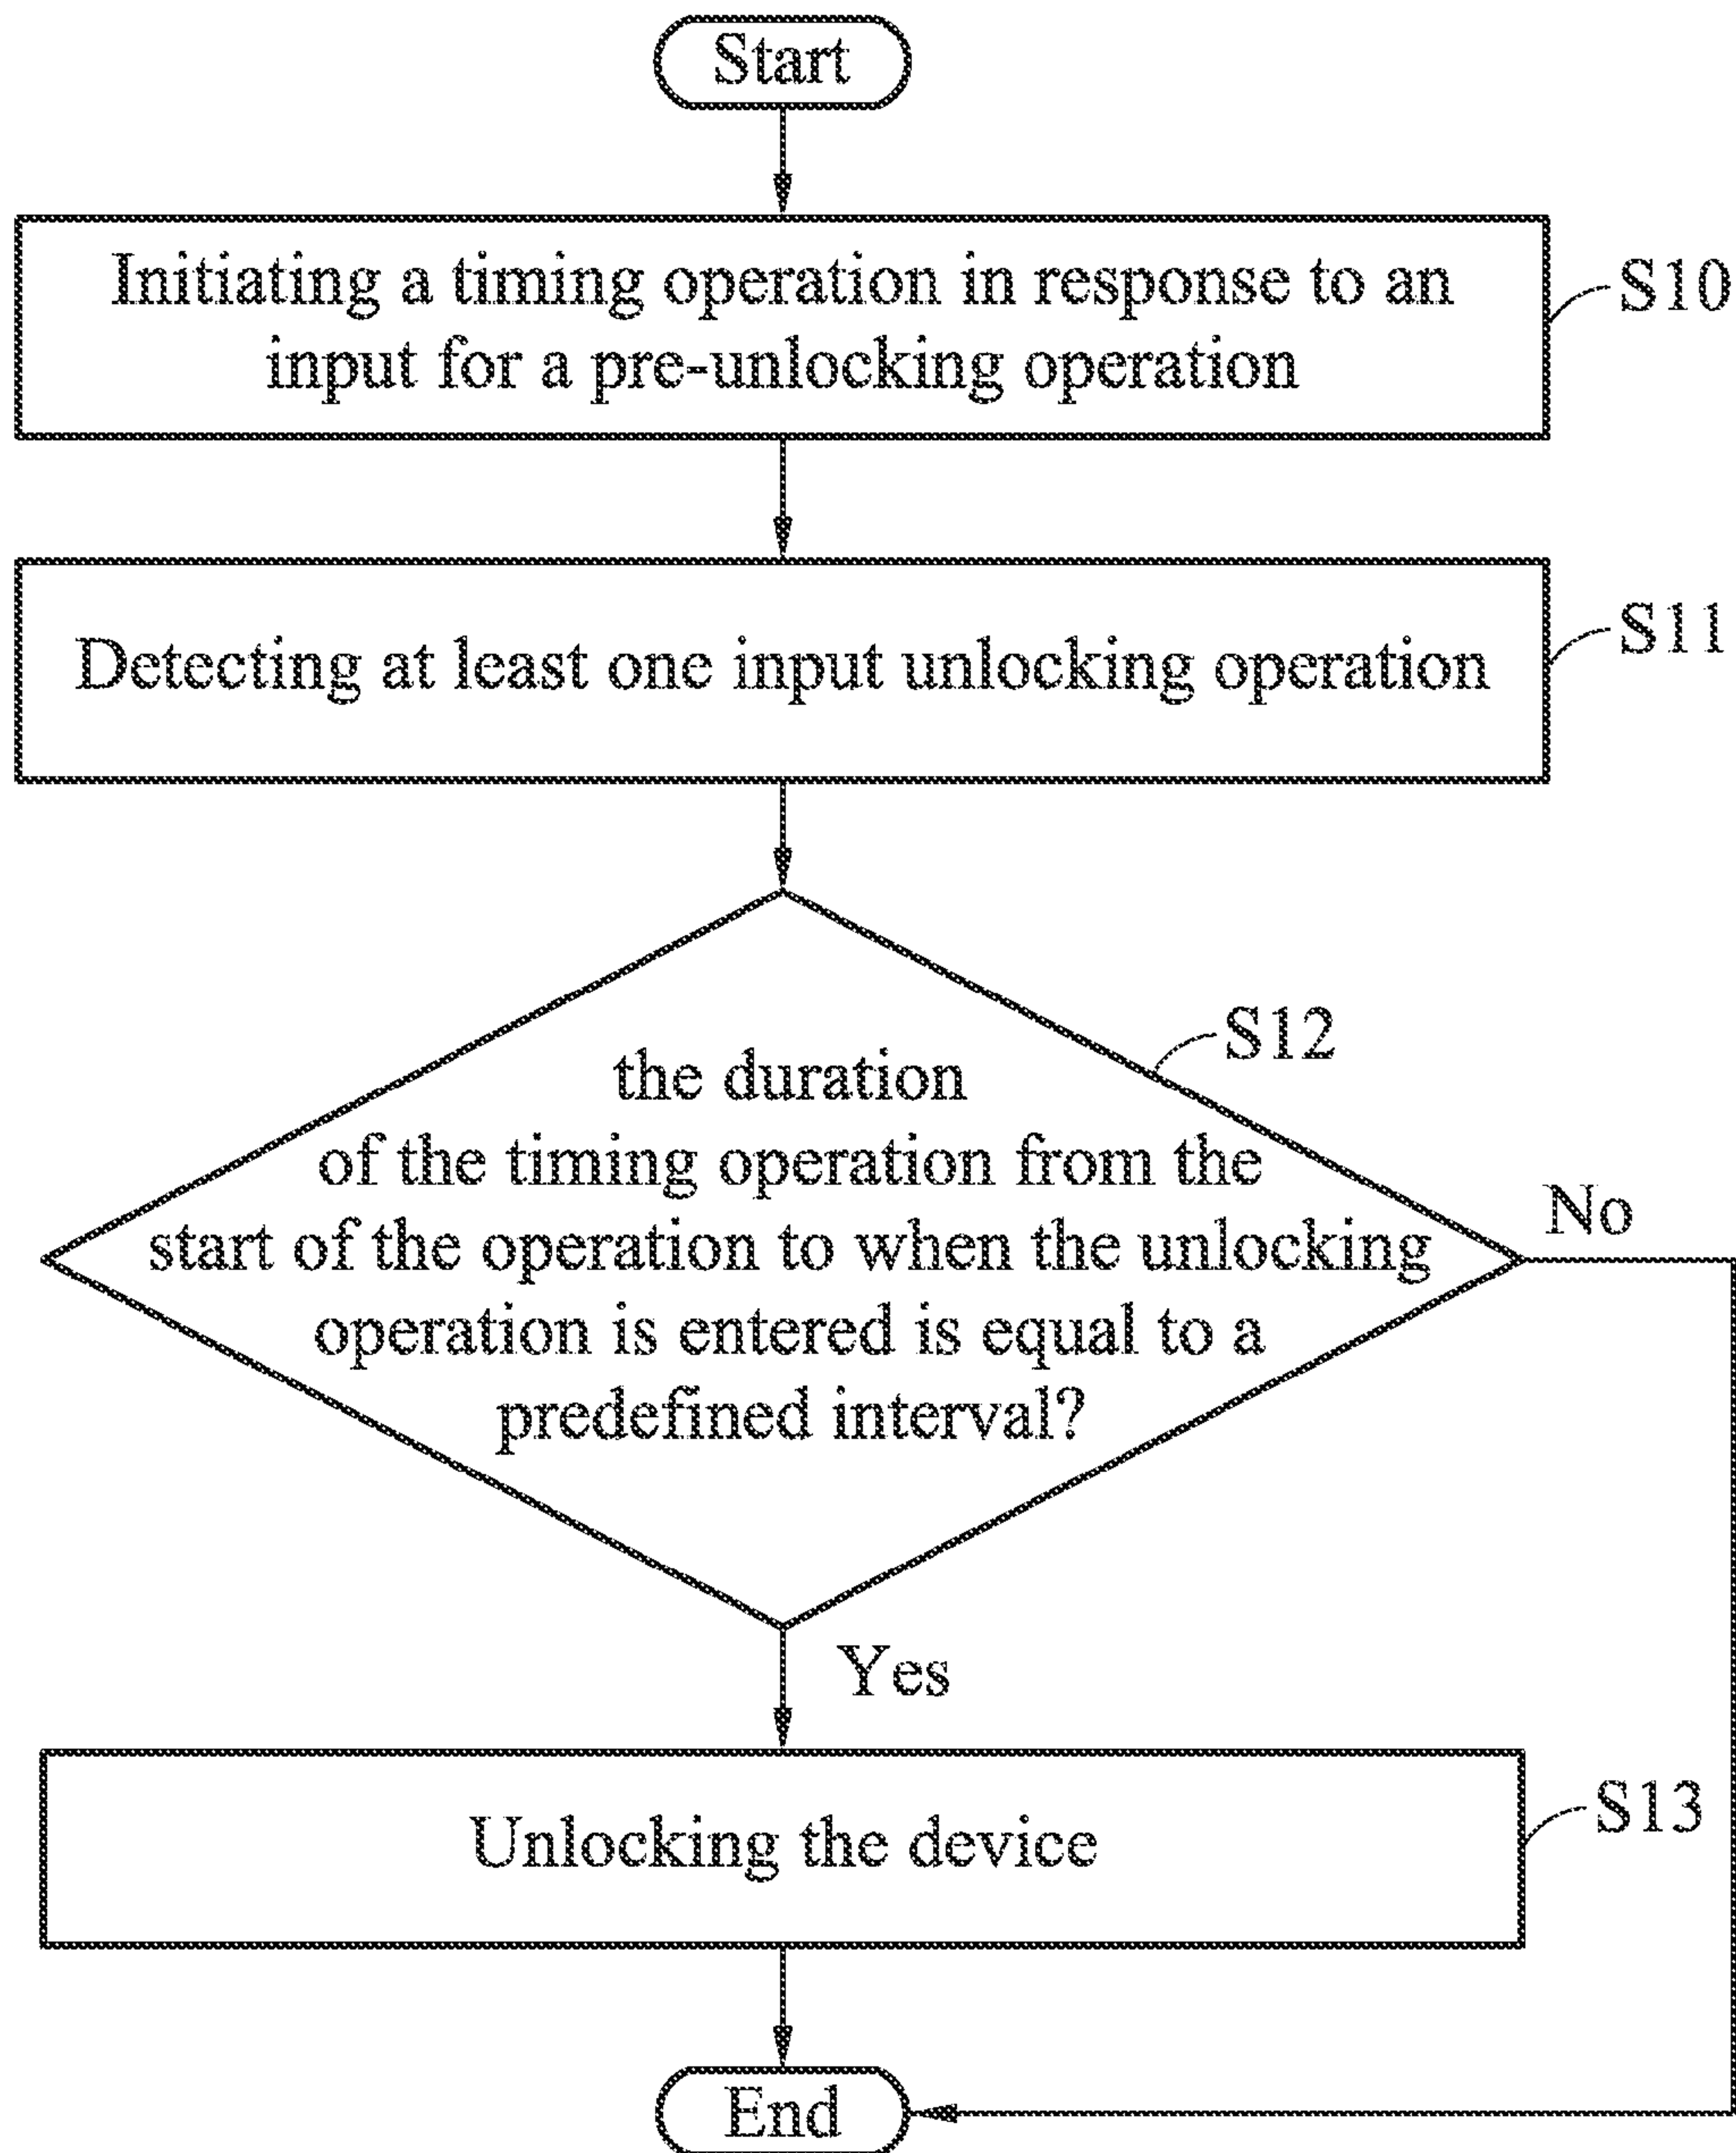 Start
Initiating a timing operation in response to an
input for a pre-unlocking operation
S10
Detecting at least one input unlocking operation
S11
S12
the duration
of the timing operation from the
start of the operation to when the unlocking
operation is entered is equal to a
predefined interval?
No
Yes
Unlocking the device
S13
End